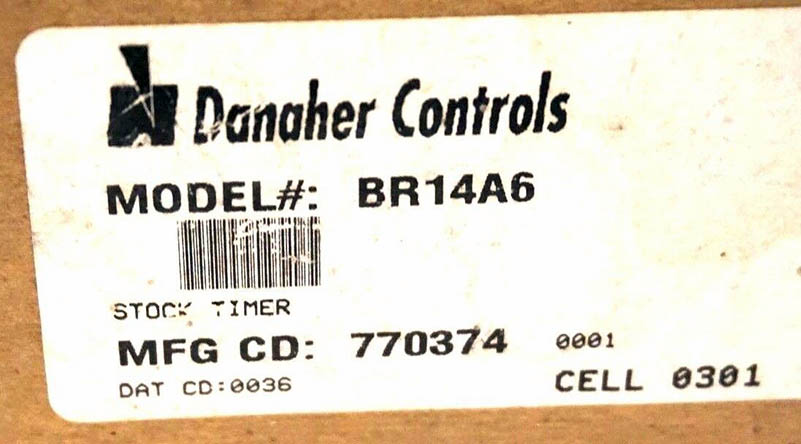 Danaher Controls
MODEL#: BR14A6
STOCK TIMER
MFG CD: 770374 0001
DAT CD:0036 CELL 0301